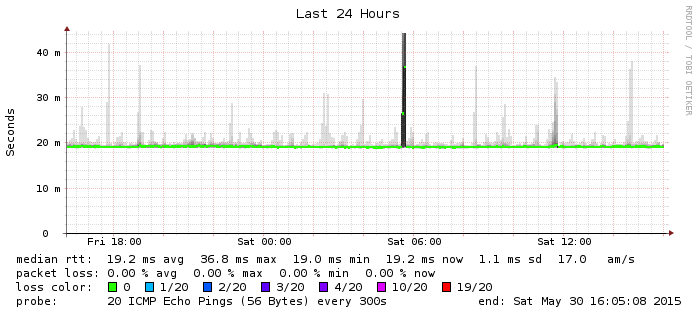 Last 24 Hours
RRDTOOL / TOBI OETIKER
Seconds
40 m
30 m
20 m
10 m
0
Fri 18:00 Sat 00:00 Sat 06:00 Sat 12:00
median rtt: 19.2 ms avg 36.8 ms max 19.0 ms min 19.2 ms now 1.1 ms sd 17.0 am/s
packet loss: 0.00 % avg 0.00 % max 0.00 % min 0.00 % now
loss color: 0 1/20 2/20 3/20 4/20 10/20 19/20
probe: 20 ICMP Echo Pings (56 Bytes) every 300s end: Sat May 30 16:05:08 2015